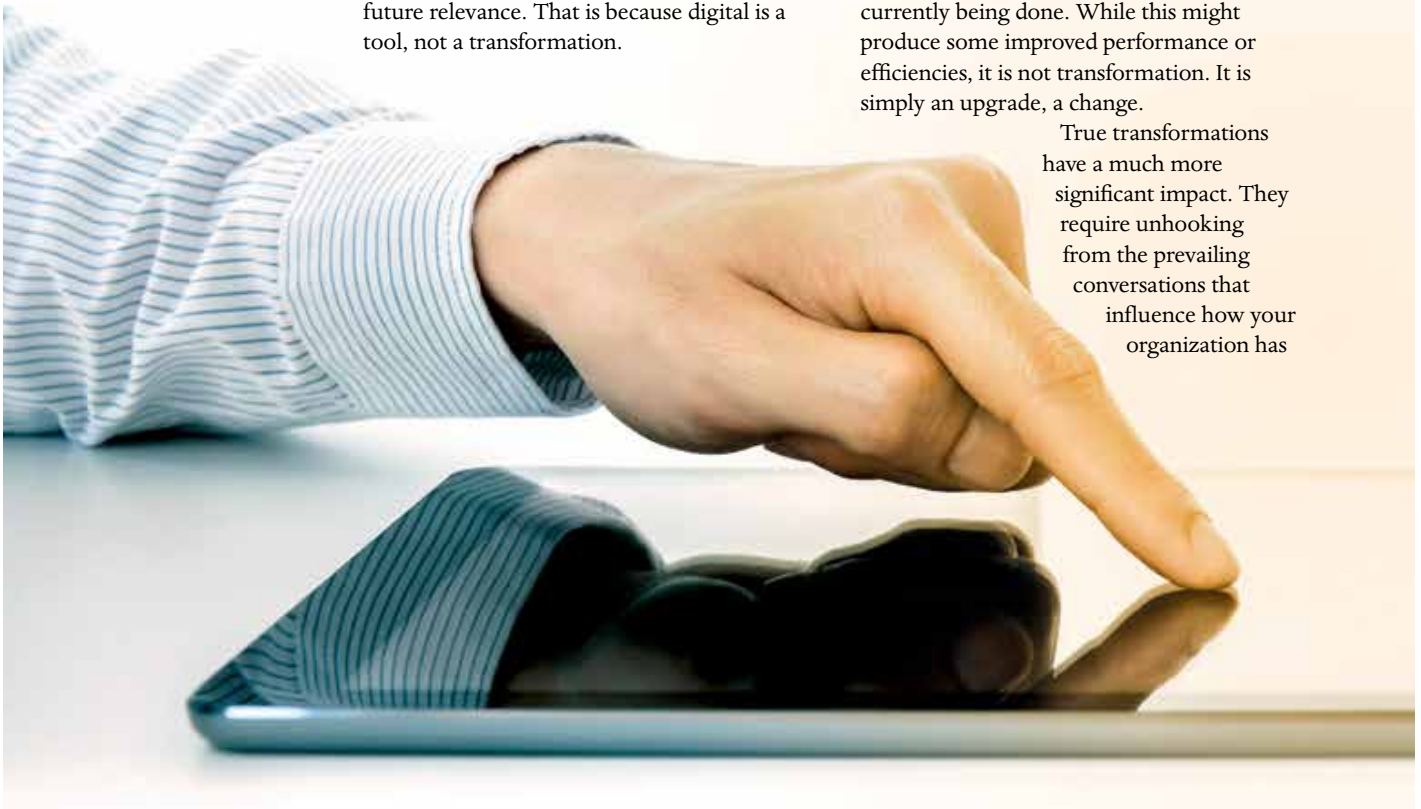 future relevance. That is because digital is a
tool, not a transformation.
currently being done. While this might
produce some improved performance or
efficiencies, it is not transformation. It is
simply an upgrade, a change.
True transformations
have a much more
significant impact. They
require unhooking
from the prevailing
conversations that
influence how your
organization has